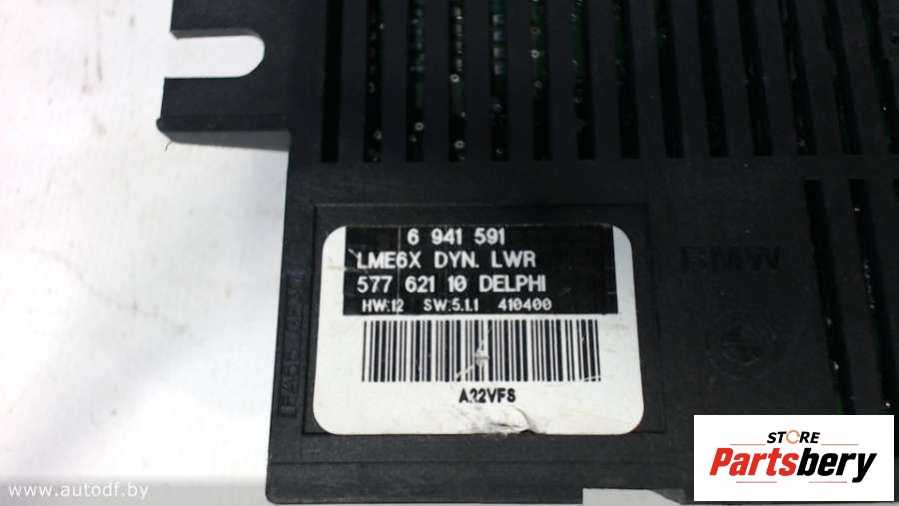 6 941 591
LME6X DYN. LWR
577 621 10 DELPHI
HW:12 SW:5.1.1 410400
A22VFS
BMW
www.autodf.by
STORE
Partsbery